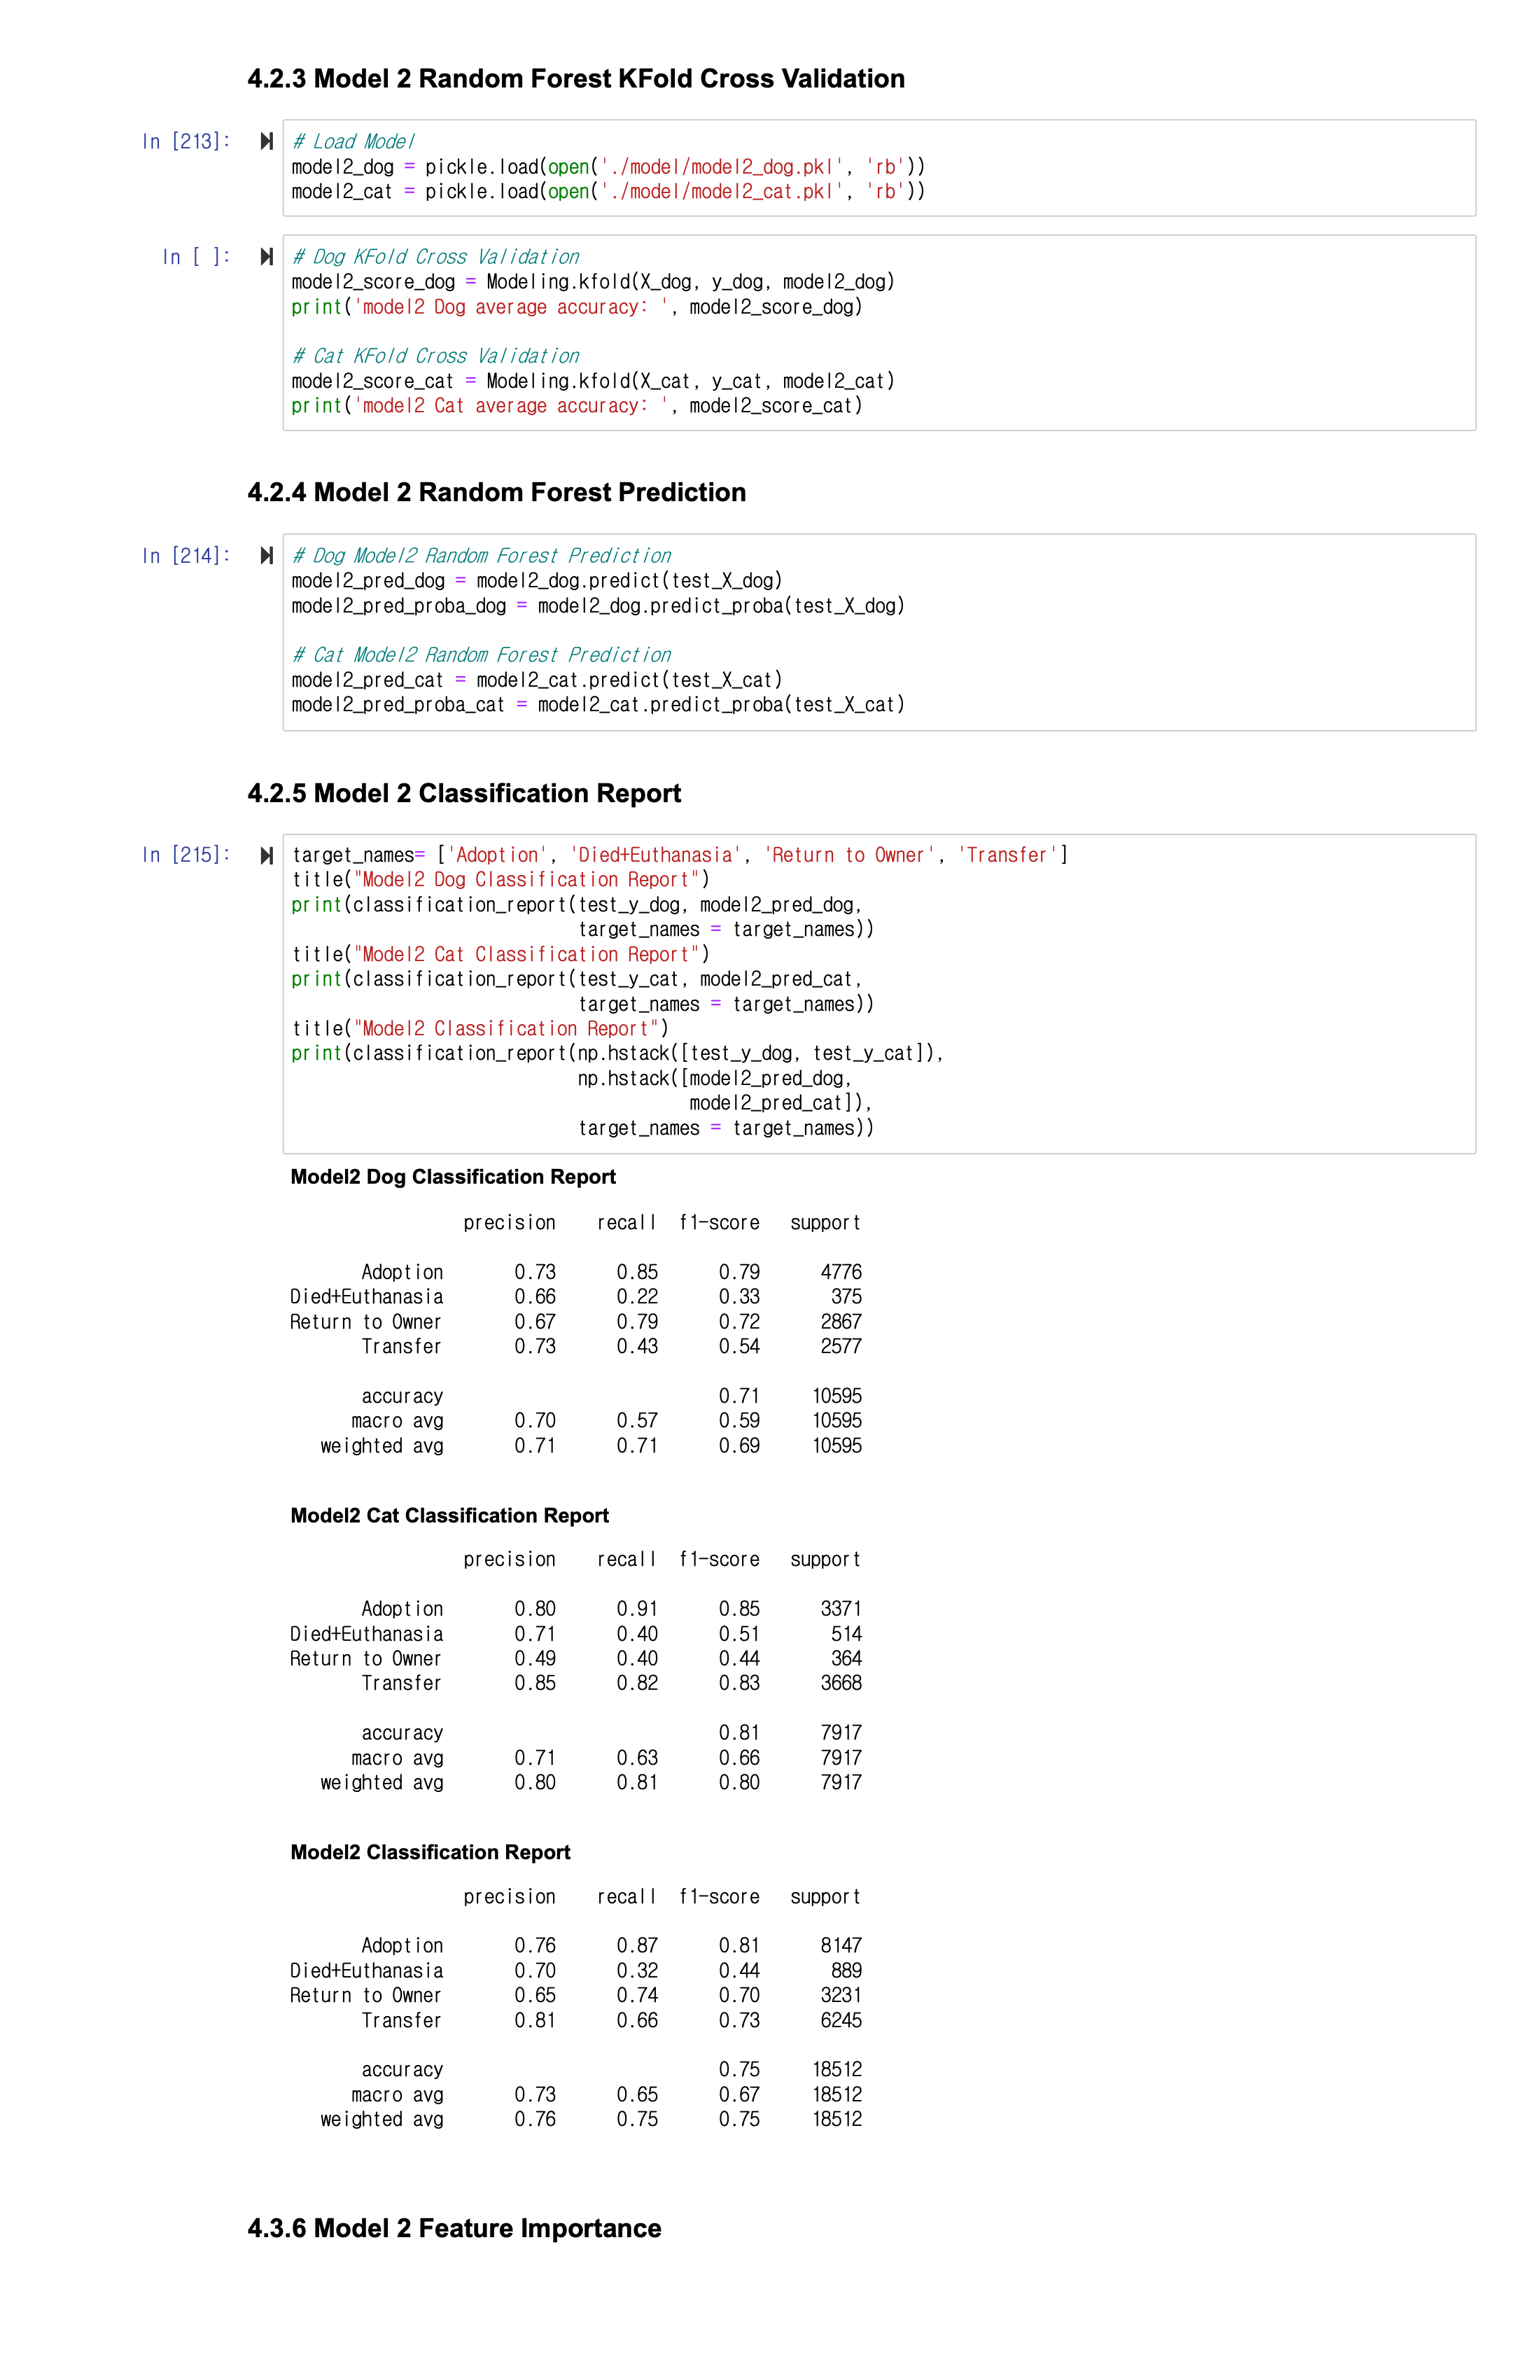 4.2.3 Model 2 Random Forest KFold Cross Validation
In [213]:
# Load Model
model2_dog = pickle.load(open('./model/model2_dog.pkl', 'rb'))
model2_cat = pickle.load(open('./model/model2_cat.pkl', 'rb'))
In [ ]:
# Dog KFold Cross Validation
model2_score_dog = Modeling.kfold(X_dog, y_dog, model2_dog)
print('model2 Dog average accuracy: ', model2_score_dog)
# Cat KFold Cross Validation
model2_score_cat = Modeling.kfold(X_cat, y_cat, model2_cat)
print('model2 Cat average accuracy: ', model2_score_cat)
4.2.4 Model 2 Random Forest Prediction
In [214]:
# Dog Model2 Random Forest Prediction
model2_pred_dog = model2_dog.predict(test_X_dog)
model2_pred_proba_dog = model2_dog.predict_proba(test_X_dog)
# Cat Model2 Random Forest Prediction
model2_pred_cat = model2_cat.predict(test_X_cat)
model2_pred_proba_cat = model2_cat.predict_proba(test_X_cat)
4.2.5 Model 2 Classification Report
In [215]:
target_names= ['Adoption', 'Died+Euthanasia', 'Return to Owner', 'Transfer']
title("Model2 Dog Classification Report")
print(classification_report(test_y_dog, model2_pred_dog,
target_names = target_names))
title("Model2 Cat Classification Report")
print(classification_report(test_y_cat, model2_pred_cat,
target_names = target_names))
title("Model2 Classification Report")
print(classification_report(np.hstack([test_y_dog, test_y_cat]),
np.hstack([model2_pred_dog,
model2_pred_cat]),
target_names = target_names))
Model2 Dog Classification Report
precision recall f1-score support
Adoption 0.73 0.85 0.79 4776
Died+Euthanasia 0.66 0.22 0.33 375
Return to Owner 0.67 0.79 0.72 2867
Transfer 0.73 0.43 0.54 2577
accuracy 0.71 10595
macro avg 0.70 0.57 0.59 10595
weighted avg 0.71 0.71 0.69 10595
Model2 Cat Classification Report
precision recall f1-score support
Adoption 0.80 0.91 0.85 3371
Died+Euthanasia 0.71 0.40 0.51 514
Return to Owner 0.49 0.40 0.44 364
Transfer 0.85 0.82 0.83 3668
accuracy 0.81 7917
macro avg 0.71 0.63 0.66 7917
weighted avg 0.80 0.81 0.80 7917
Model2 Classification Report
precision recall f1-score support
Adoption 0.76 0.87 0.81 8147
Died+Euthanasia 0.70 0.32 0.44 889
Return to Owner 0.65 0.74 0.70 3231
Transfer 0.81 0.66 0.73 6245
accuracy 0.75 18512
macro avg 0.73 0.65 0.67 18512
weighted avg 0.76 0.75 0.75 18512
4.3.6 Model 2 Feature Importance